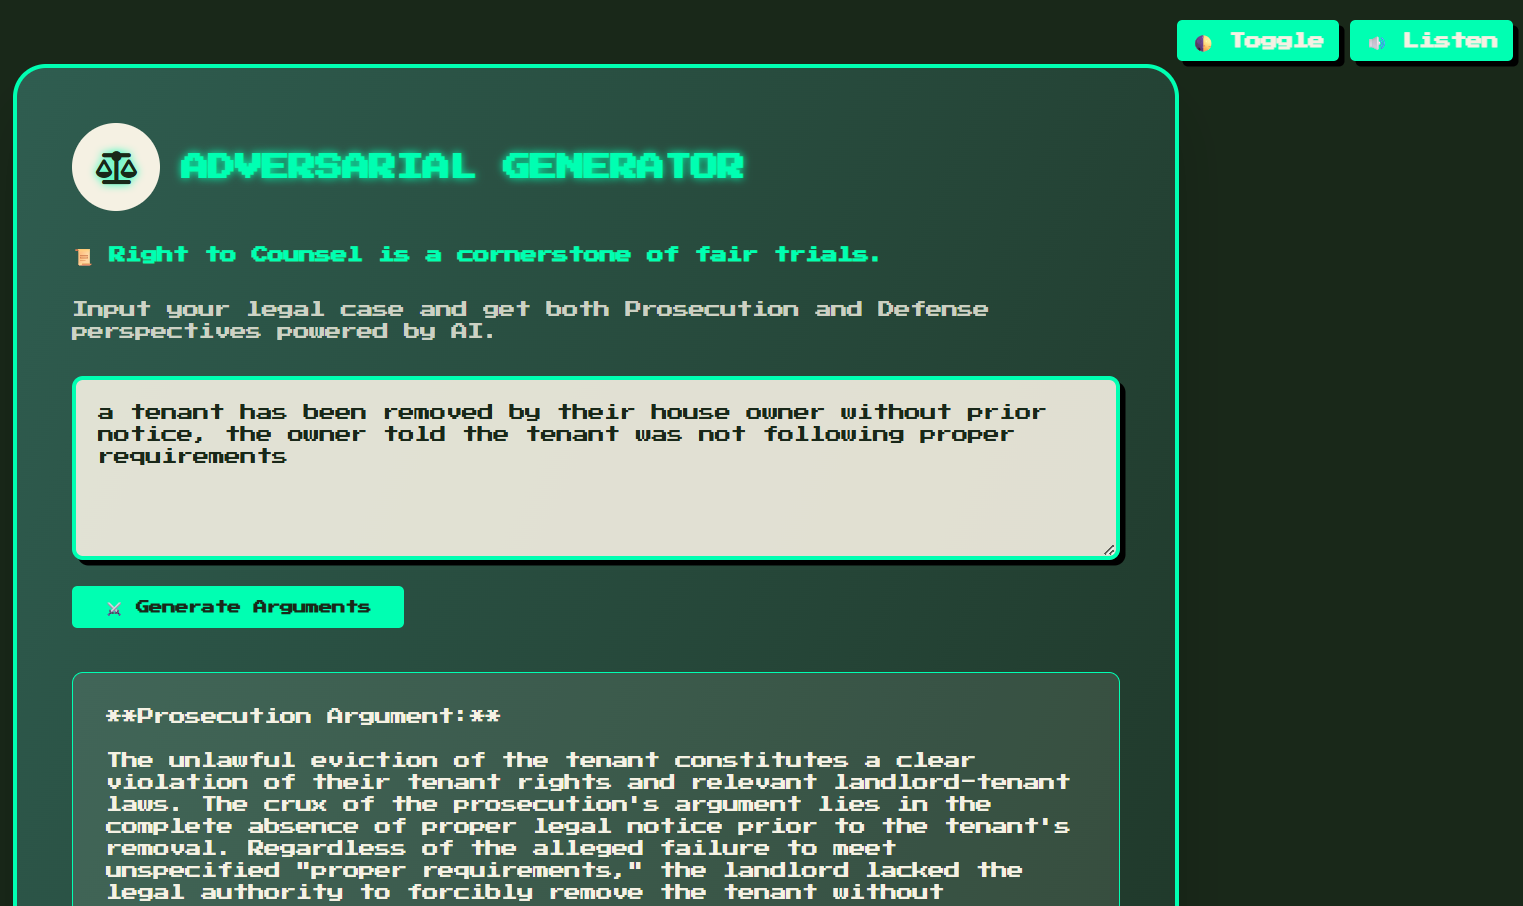 Toggle
Listen
ADVERSARIAL GENERATOR
Right to Counsel is a cornerstone of fair trials.
Input your legal case and get both Prosecution and Defense
perspectives powered by AI.
a tenant has been removed by their house owner without prior
notice, the owner told the tenant was not following proper
requirements
Generate Arguments
**Prosecution Argument:**
The unlawful eviction of the tenant constitutes a clear
violation of their tenant rights and relevant landlord-tenant
laws. The crux of the prosecution's argument lies in the
complete absence of proper legal notice prior to the tenant's
removal. Regardless of the alleged failure to meet
unspecified "proper requirements," the landlord lacked the
legal authority to forcibly remove the tenant without